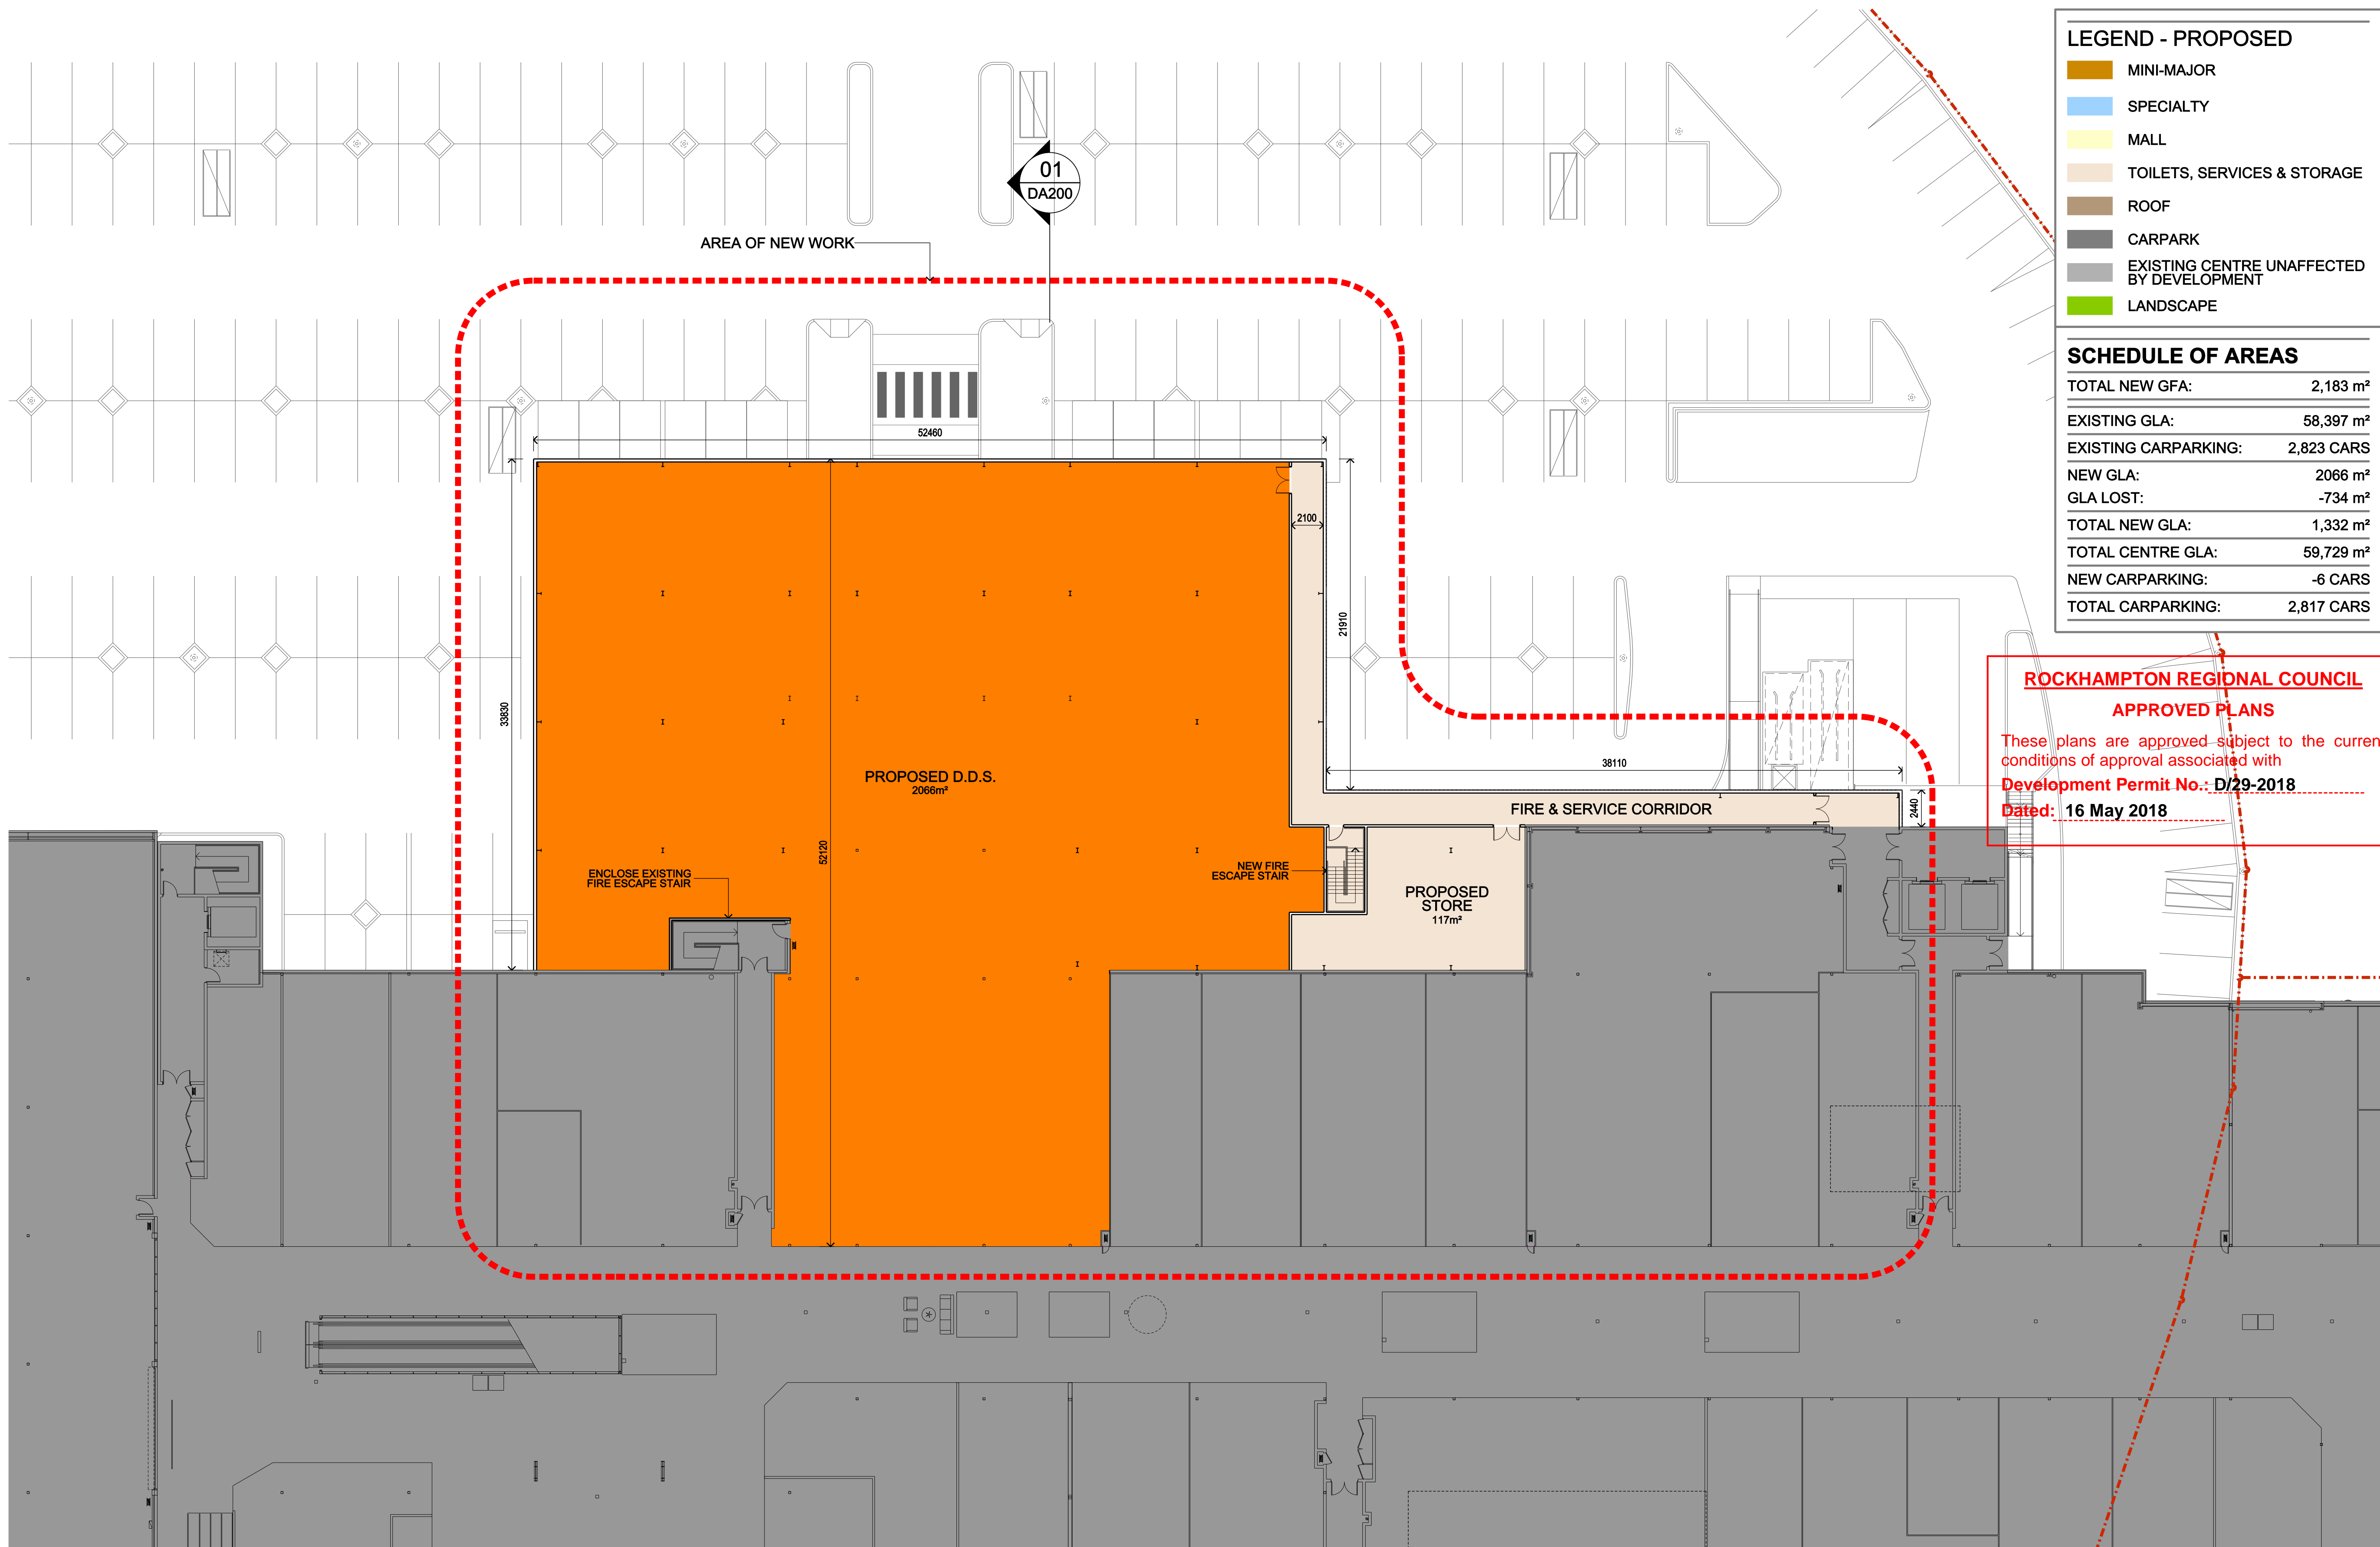 LEGEND - PROPOSED
MINI-MAJOR
SPECIALTY
MALL
TOILETS, SERVICES & STORAGE
ROOF
CARPARK
EXISTING CENTRE UNAFFECTED
BY DEVELOPMENT
LANDSCAPE
SCHEDULE OF AREAS
TOTAL NEW GFA: 2,183 m²
EXISTING GLA: 58,397 m²
EXISTING CARPARKING: 2,823 CARS
NEW GLA: 2066 m²
GLA LOST: -734 m²
TOTAL NEW GLA: 1,332 m²
TOTAL CENTRE GLA: 59,729 m²
NEW CARPARKING: -6 CARS
TOTAL CARPARKING: 2,817 CARS
ROCKHAMPTON REGIONAL COUNCIL
APPROVED PLANS
These plans are approved subject to the curren
conditions of approval associated with
Development Permit No.: D/29-2018
Dated: 16 May 2018
01
DA200
AREA OF NEW WORK
52460
2100
21910
33830
52120
38110
2440
PROPOSED D.D.S.
2066m²
FIRE & SERVICE CORRIDOR
ENCLOSE EXISTING
FIRE ESCAPE STAIR
NEW FIRE
ESCAPE STAIR
PROPOSED
STORE
117m²